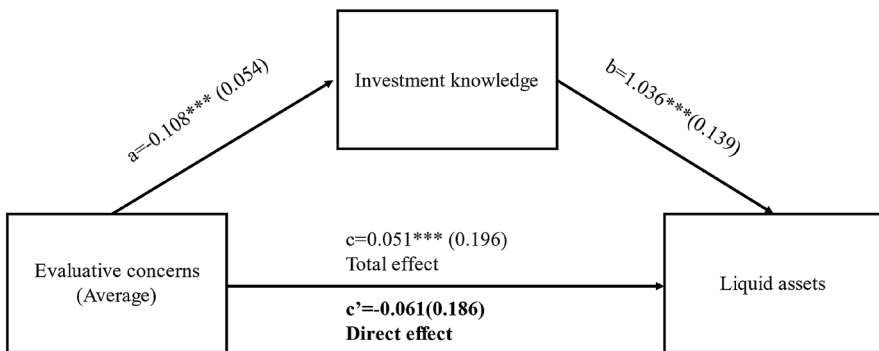 Investment knowledge
a=-0.108*** (0.054)
b=1.036***(0.139)
Evaluative concerns
(Average)
c=0.051*** (0.196)
Total effect
c’=-0.061(0.186)
Direct effect
Liquid assets